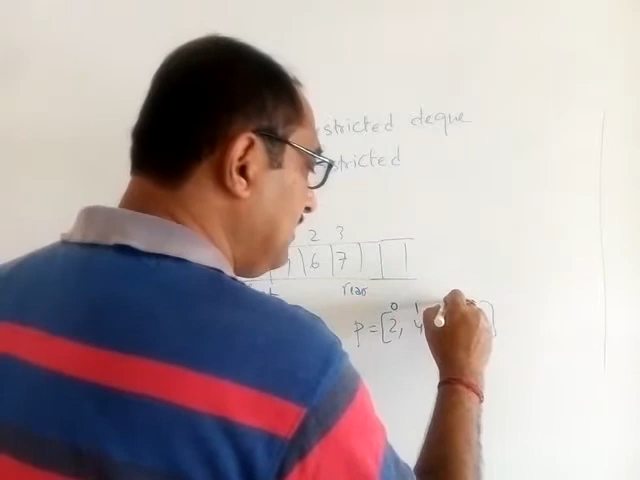 stricted deque
stricted
2 3
6 7
rear
0 1
p=[2, 4
]